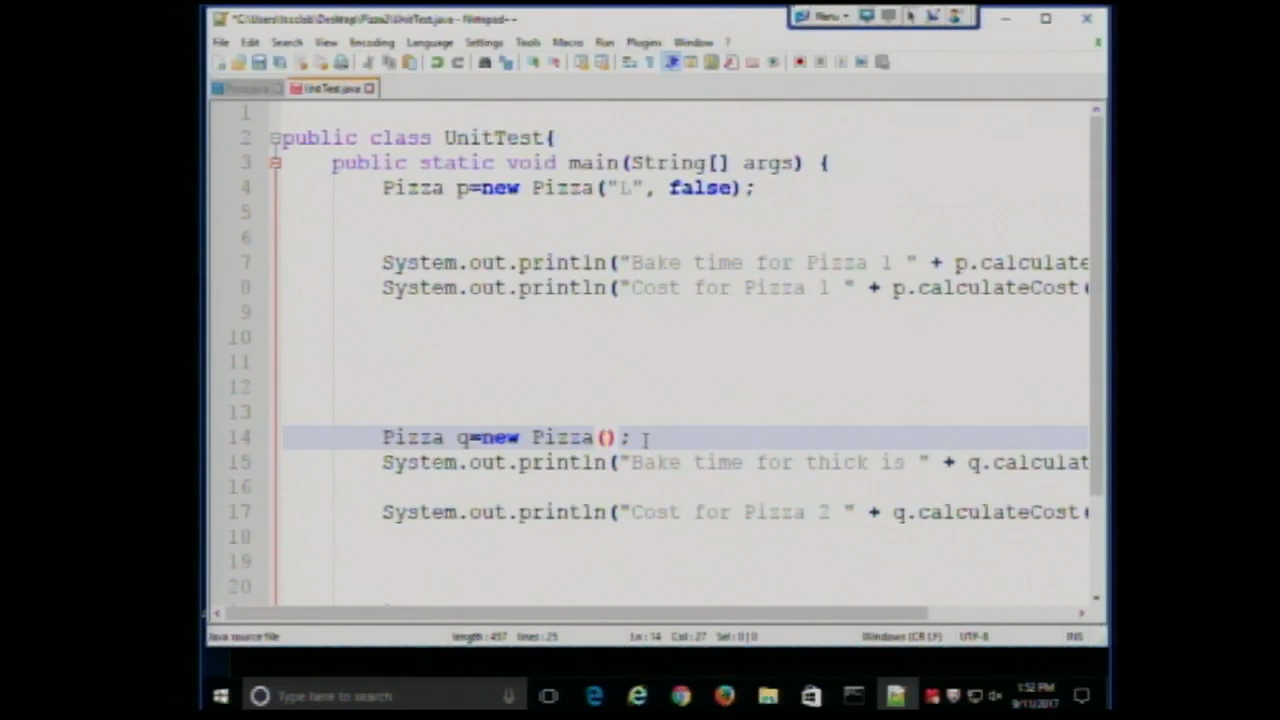 *C:\Users\tssclab\Desktop\Pizza2\UnitTest.java - Notepad++
Menu
File Edit Search View Encoding Language Settings Tools Macro Run Plugins Window ?
UnitTest.java
1
2 public class UnitTest{
3 public static void main(String[] args) {
4 Pizza p=new Pizza("L", false);
5
6
7 System.out.println("Bake time for Pizza 1 " + p.calculate
8 System.out.println("Cost for Pizza 1 " + p.calculateCost(
9
10
11
12
13
14 Pizza q=new Pizza();
15 System.out.println("Bake time for thick is " + q.calculat
16
17 System.out.println("Cost for Pizza 2 " + q.calculateCost(
18
19
20
Java source file length : 457 lines : 25 Ln : 14 Col : 27 Sel : 0 | 0 Windows (CR LF) UTF-8 INS
Type here to search
1:52 PM
9/11/2017